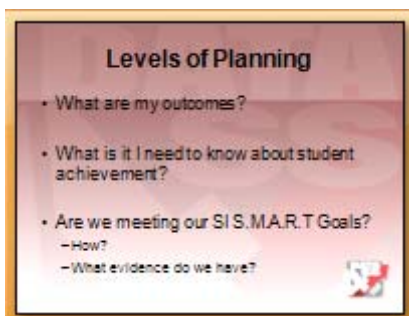 Levels of Planning
• What are my outcomes?
• What is it I need to know about student
achievement?
• Are we meeting our SI S.M.A.R.T Goals?
–How?
–What evidence do we have?